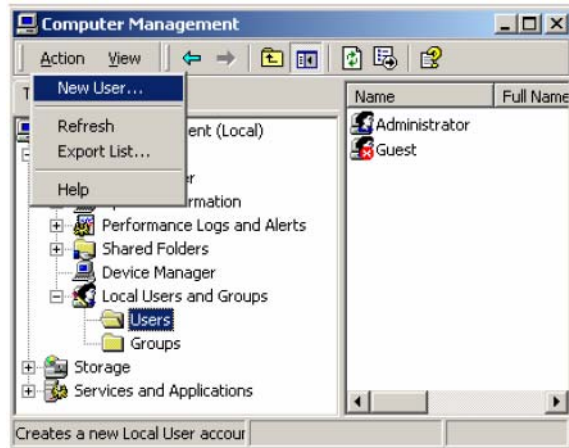 Computer Management
Action View
New User...
Refresh
Export List...
Help
T
ent (Local)
r
rmation
Performance Logs and Alerts
Shared Folders
Device Manager
Local Users and Groups
Users
Groups
Storage
Services and Applications
Name Full Name
Administrator
Guest
Creates a new Local User accour